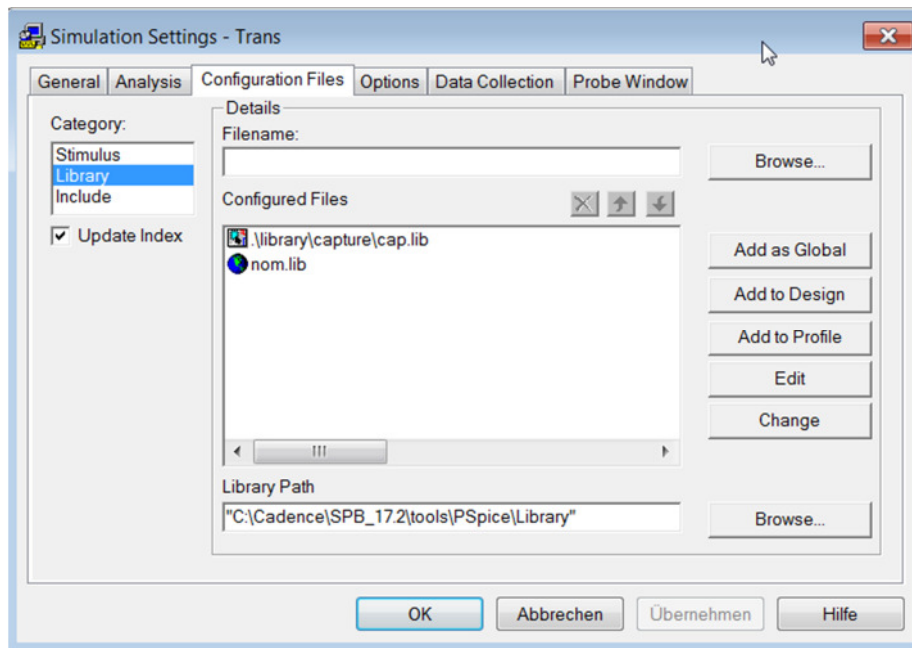 Simulation Settings - Trans
General
Analysis
Configuration Files
Options
Data Collection
Probe Window
Category:
Stimulus
Library
Include
Update Index
Details
Filename:
Browse...
Configured Files
.\library\capture\cap.lib
nom.lib
Add as Global
Add to Design
Add to Profile
Edit
Change
Library Path
"C:\Cadence\SPB_17.2\tools\PSpice\Library"
Browse...
OK
Abbrechen
Übernehmen
Hilfe